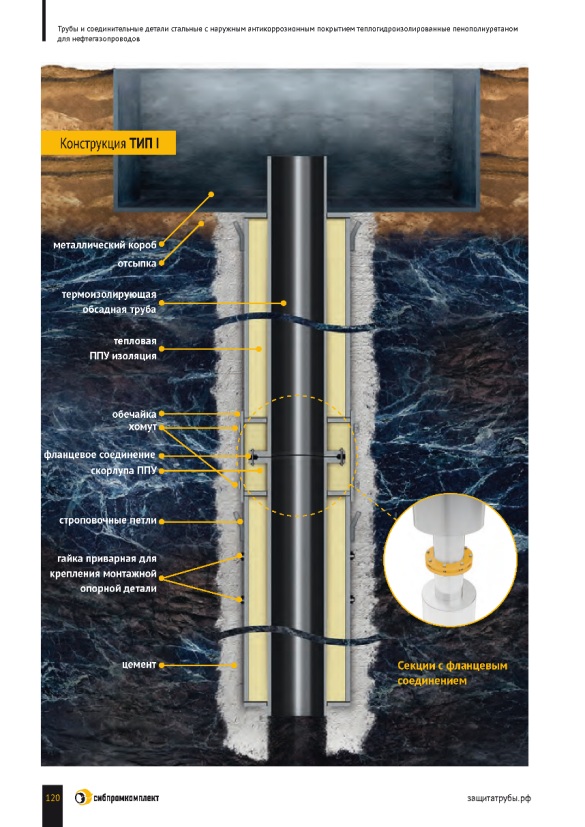 Трубы и соединительные детали стальные с наружным антикоррозионным покрытием теплогидроизолированные пенополиуретаном
для нефтегазопроводов
Конструкция ТИП I
металлический короб
отсыпка
термоизолирующая
обсадная труба
тепловая
ППУ изоляция
обечайка
хомут
фланцевое соединение
скорлупа ППУ
строповочные петли
гайка приварная для
крепления монтажной
опорной детали
цемент
Секции с фланцевым
соединением
120
сибпромкомплект
защитатрубы.рф